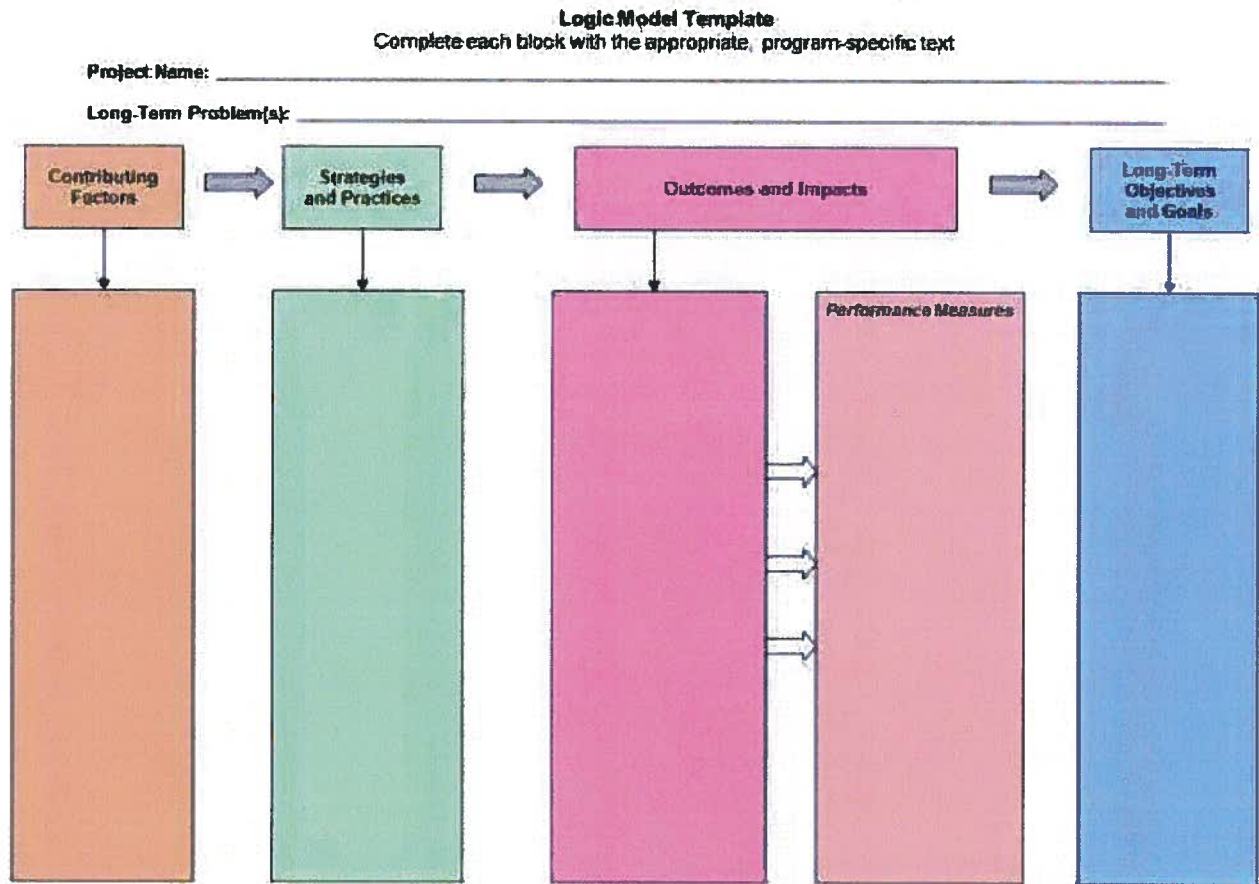 Logic Model Template
Complete each block with the appropriate, program-specific text
Project Name:
Long-Term Problem(s):
Contributing
Factors
Strategies
and Practices
Outcomes and Impacts
Long-Term
Objectives
and Goals
Performance Measures